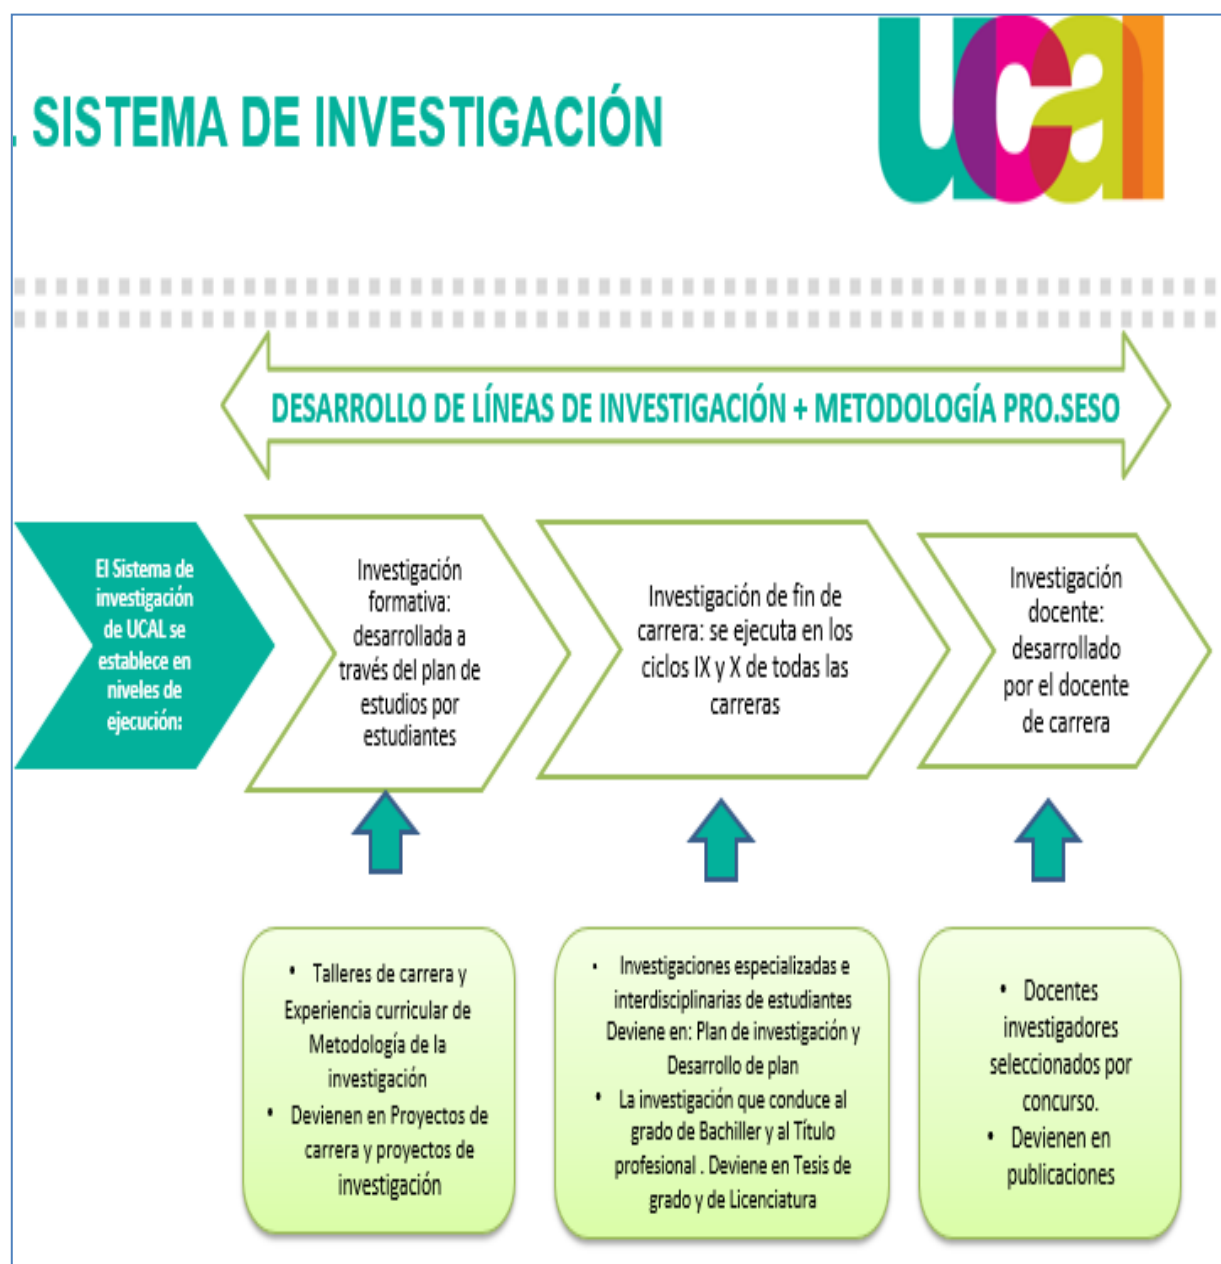 . SISTEMA DE INVESTIGACIÓN
ucal
DESARROLLO DE LÍNEAS DE INVESTIGACIÓN + METODOLOGÍA PRO.SESO
El Sistema de
investigación
de UCAL se
establece en
niveles de
ejecución:
Investigación
formativa:
desarrollada a
través del plan de
estudios por
estudiantes
Investigación de fin de
carrera: se ejecuta en los
ciclos IX y X de todas las
carreras
Investigación
docente:
desarrollado
por el docente
de carrera
• Talleres de carrera y
Experiencia curricular de
Metodología de la
investigación
• Devienen en Proyectos de
carrera y proyectos de
investigación
• Investigaciones especializadas e
interdisciplinarias de estudiantes
Deviene en: Plan de investigación y
Desarrollo de plan
• La investigación que conduce al
grado de Bachiller y al Título
profesional . Deviene en Tesis de
grado y de Licenciatura
• Docentes
investigadores
seleccionados por
concurso.
• Devienen en
publicaciones